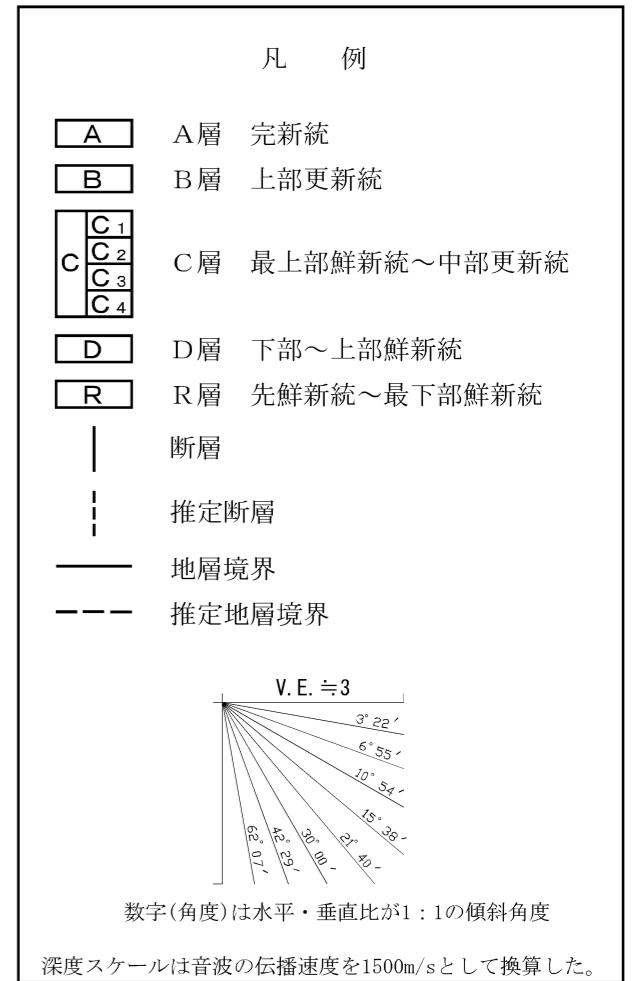 凡 例
A A層 完新統
B B層 上部更新統
C C1 C2 C3 C4 C層 最上部鮮新統～中部更新統
D D層 下部～上部鮮新統
R R層 先鮮新統～最下部鮮新統
断層
推定断層
地層境界
推定地層境界
V.E.≒3
3°22′
6°55′
10°54′
15°38′
21°40′
30°00′
42°29′
62°07′
数字(角度)は水平・垂直比が1：1の傾斜角度
深度スケールは音波の伝播速度を1500m/sとして換算した。